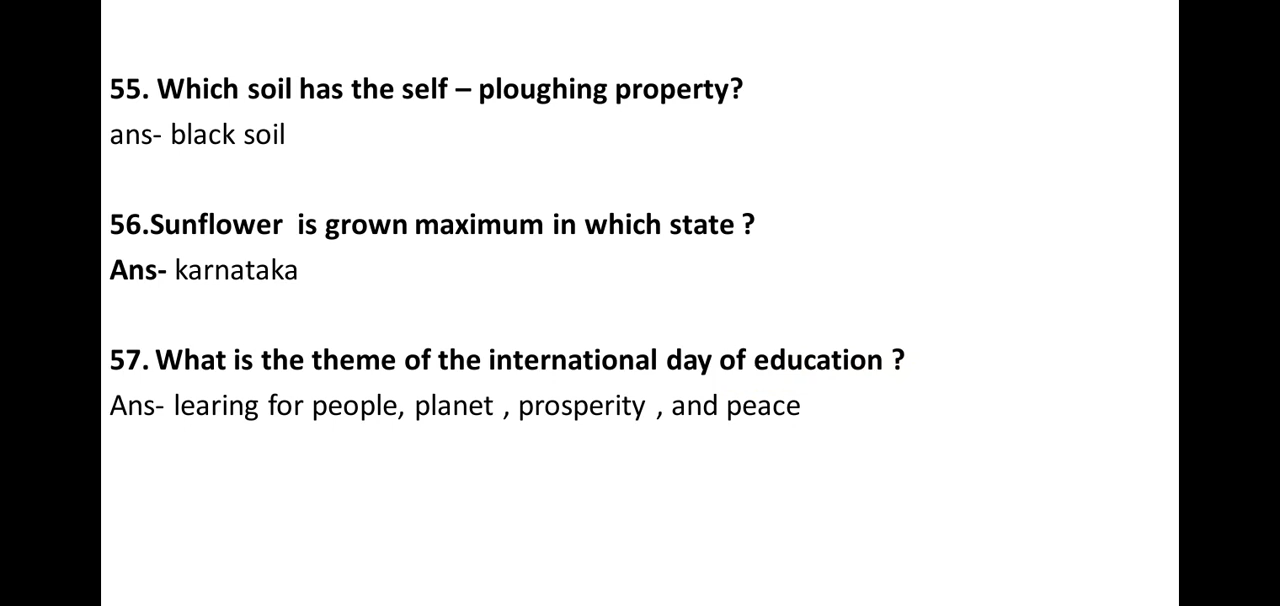 55. Which soil has the self – ploughing property?
ans- black soil
56.Sunflower  is grown maximum in which state ?
Ans- karnataka
57. What is the theme of the international day of education ?
Ans- learing for people, planet , prosperity , and peace